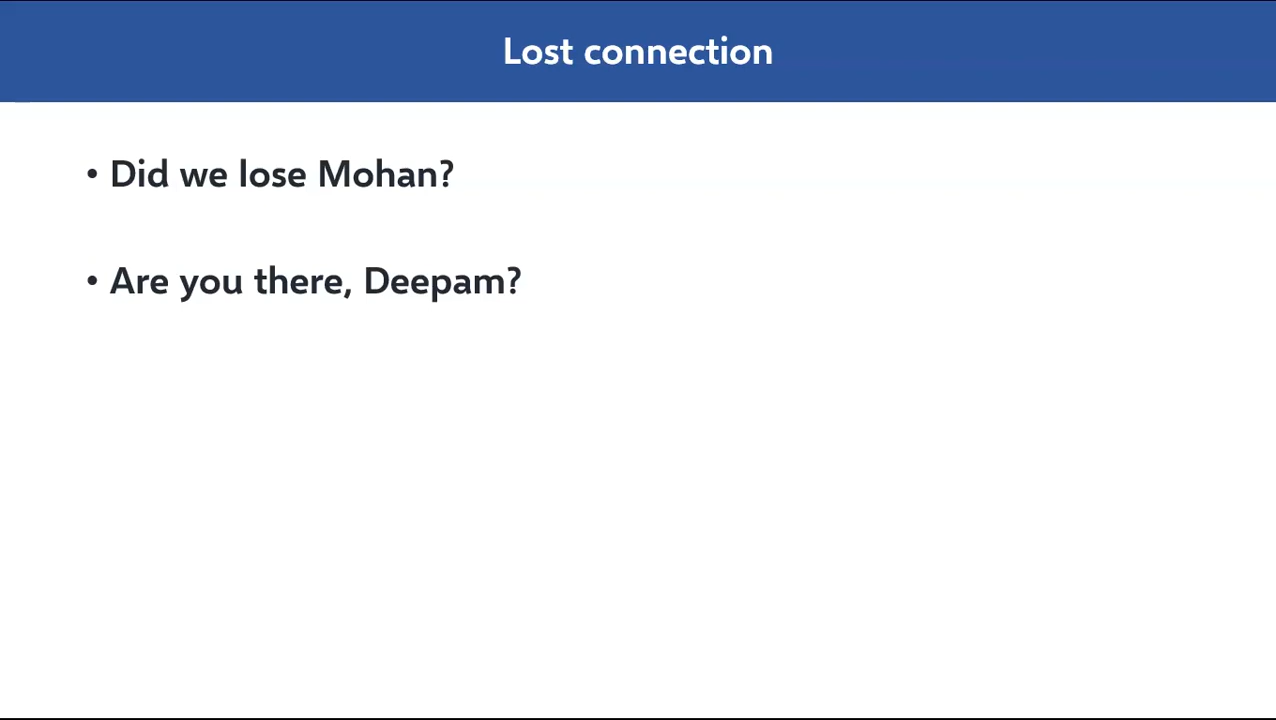 Lost connection
• Did we lose Mohan?
• Are you there, Deepam?